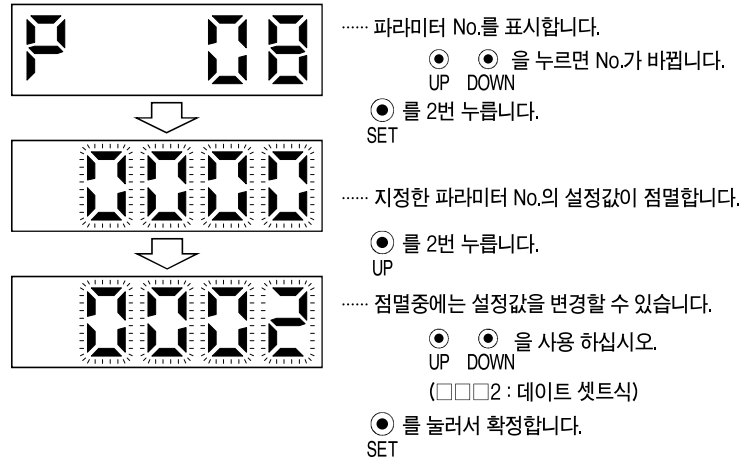 P 08
...... 파라미터 No.를 표시합니다.
◉ ◉ 을 누르면 No.가 바뀝니다.
UP DOWN
◉ 를 2번 누릅니다.
SET
0000
...... 지정한 파라미터 No.의 설정값이 점멸합니다.
◉ 를 2번 누릅니다.
UP
0002
...... 점멸중에는 설정값을 변경할 수 있습니다.
◉ ◉ 을 사용 하십시오.
UP DOWN
(□□□2 : 데이트 셋트식)
◉ 를 눌러서 확정합니다.
SET